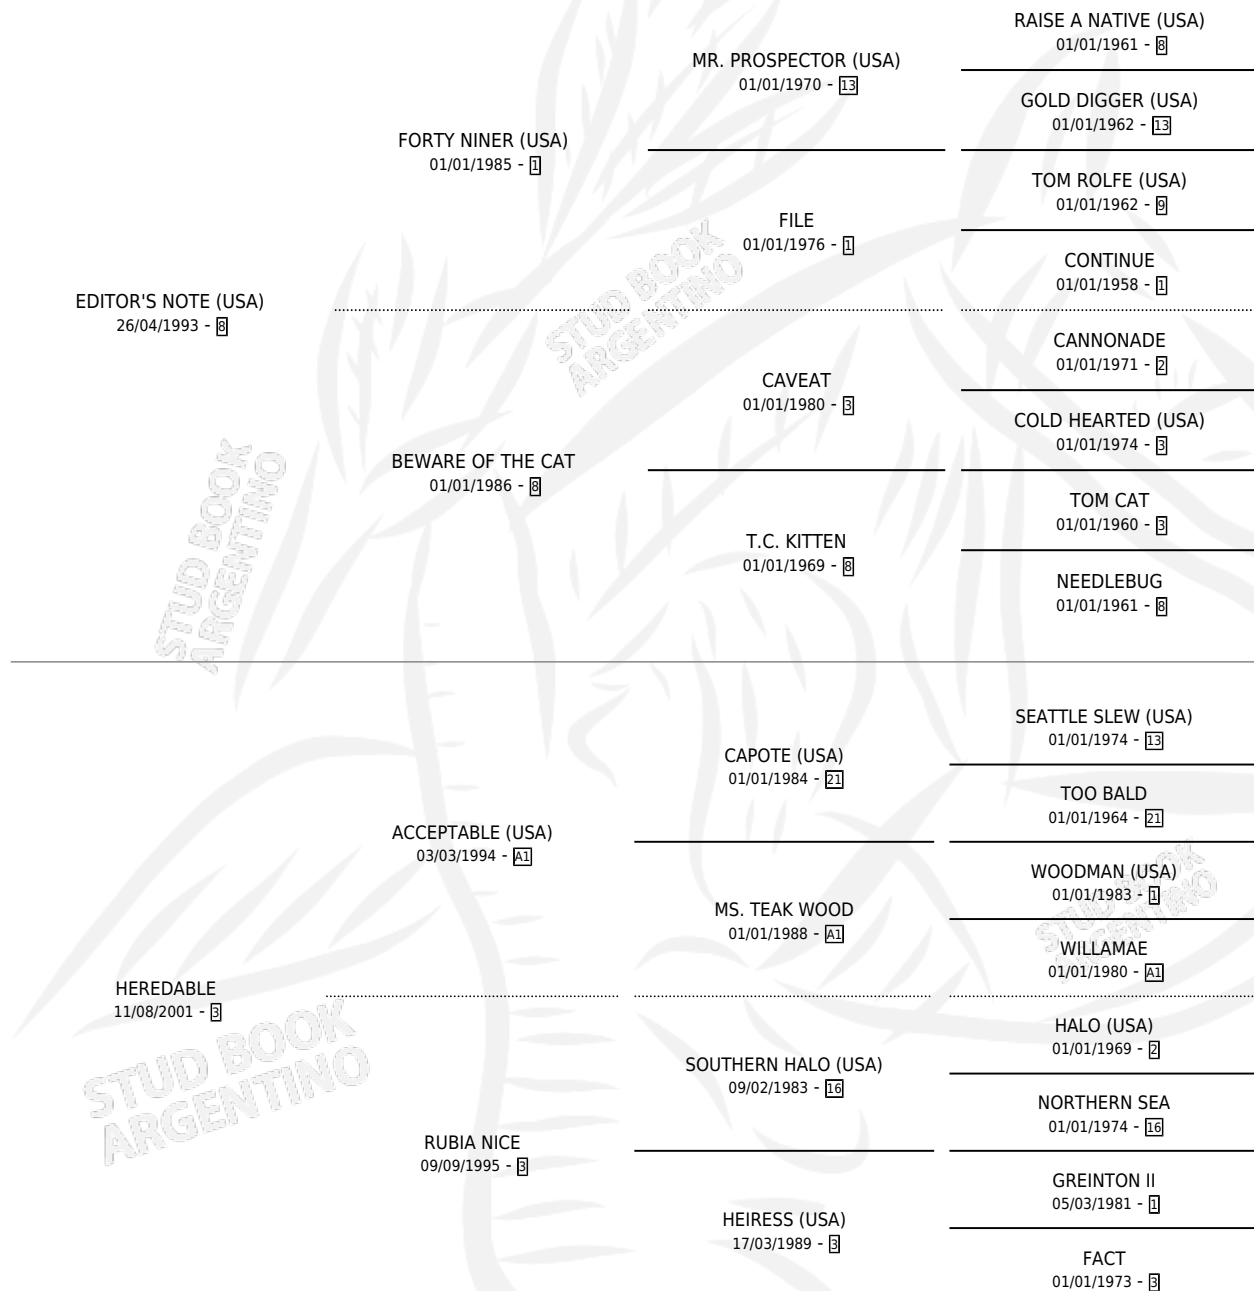 RAISE A NATIVE (USA)
01/01/1961 - 8
MR. PROSPECTOR (USA)
01/01/1970 - 13
GOLD DIGGER (USA)
01/01/1962 - 13
FORTY NINER (USA)
01/01/1985 - 1
TOM ROLFE (USA)
01/01/1962 - 9
FILE
01/01/1976 - 1
CONTINUE
01/01/1958 - 1
EDITOR'S NOTE (USA)
26/04/1993 - 8
CANNONADE
01/01/1971 - 2
CAVEAT
01/01/1980 - 3
COLD HEARTED (USA)
01/01/1974 - 3
BEWARE OF THE CAT
01/01/1986 - 8
TOM CAT
01/01/1960 - 3
T.C. KITTEN
01/01/1969 - 8
NEEDLEBUG
01/01/1961 - 8
SEATTLE SLEW (USA)
01/01/1974 - 13
CAPOTE (USA)
01/01/1984 - 21
TOO BALD
01/01/1964 - 21
ACCEPTABLE (USA)
03/03/1994 - A1
WOODMAN (USA)
01/01/1983 - 1
MS. TEAK WOOD
01/01/1988 - A1
WILLAMAE
01/01/1980 - A1
HEREDABLE
11/08/2001 - 3
HALO (USA)
01/01/1969 - 2
SOUTHERN HALO (USA)
09/02/1983 - 16
NORTHERN SEA
01/01/1974 - 16
RUBIA NICE
09/09/1995 - 3
GREINTON II
05/03/1981 - 1
HEIRESS (USA)
17/03/1989 - 3
FACT
01/01/1973 - 3
STUD BOOK
ARGENTINO
STUD BOOK
ARGENTINO
STUD BOOK
ARGENTINO
STUD BOOK
ARGENTINO